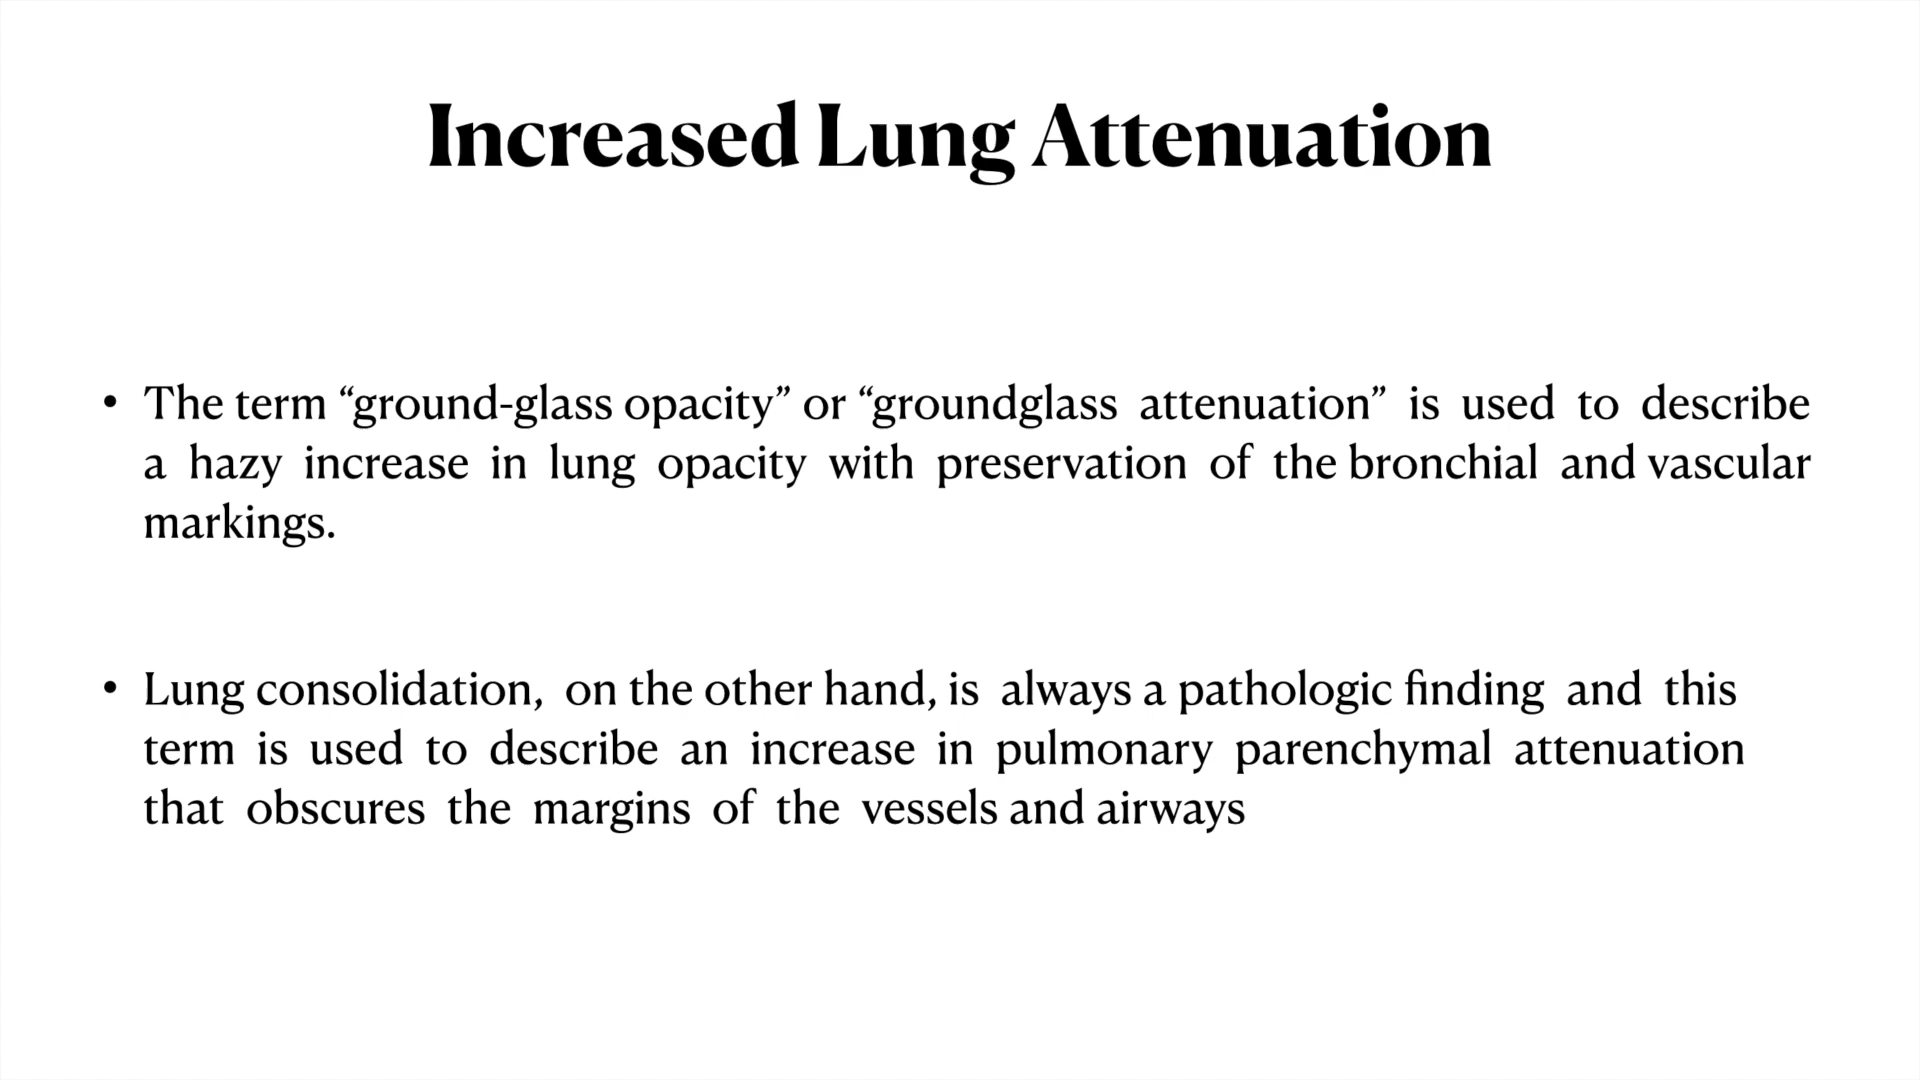 Increased Lung Attenuation
• The term “ground-glass opacity” or “groundglass attenuation” is used to describe
a hazy increase in lung opacity with preservation of the bronchial and vascular
markings.
• Lung consolidation, on the other hand, is always a pathologic finding and this
term is used to describe an increase in pulmonary parenchymal attenuation
that obscures the margins of the vessels and airways